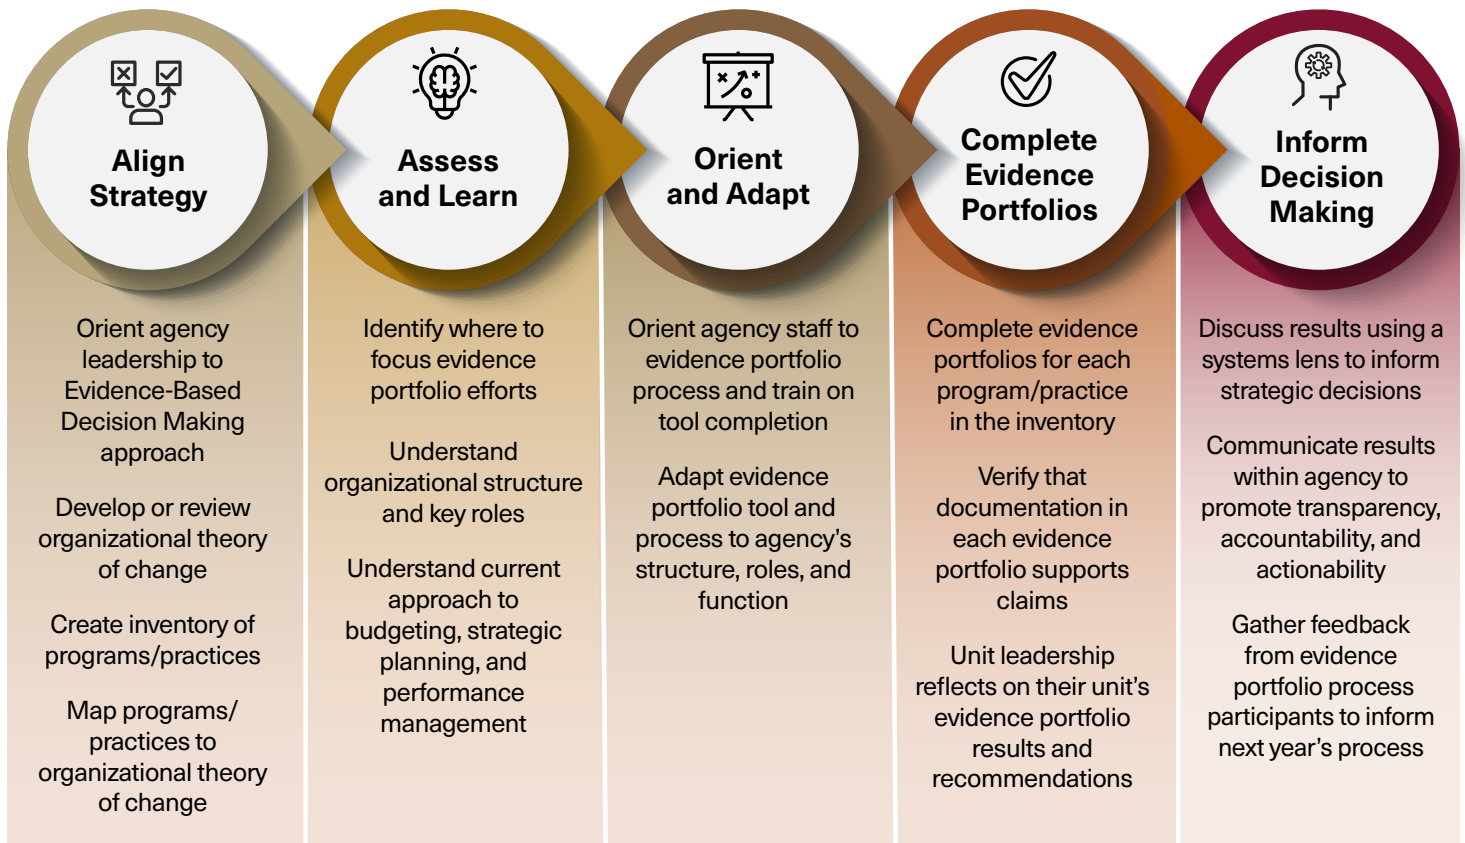 Align
Strategy
Orient agency
leadership to
Evidence-Based
Decision Making
approach
Develop or review
organizational theory
of change
Create inventory of
programs/practices
Map programs/
practices to
organizational theory
of change
Assess
and Learn
Identify where to
focus evidence
portfolio efforts
Understand
organizational structure
and key roles
Understand current
approach to
budgeting, strategic
planning, and
performance
management
Orient
and Adapt
Orient agency staff to
evidence portfolio
process and train on
tool completion
Adapt evidence
portfolio tool and
process to agency’s
structure, roles, and
function
Complete
Evidence
Portfolios
Complete evidence
portfolios for each
program/practice
in the inventory
Verify that
documentation in
each evidence
portfolio supports
claims
Unit leadership
reflects on their unit’s
evidence portfolio
results and
recommendations
Inform
Decision
Making
Discuss results using a
systems lens to inform
strategic decisions
Communicate results
within agency to
promote transparency,
accountability, and
actionability
Gather feedback
from evidence
portfolio process
participants to inform
next year’s process